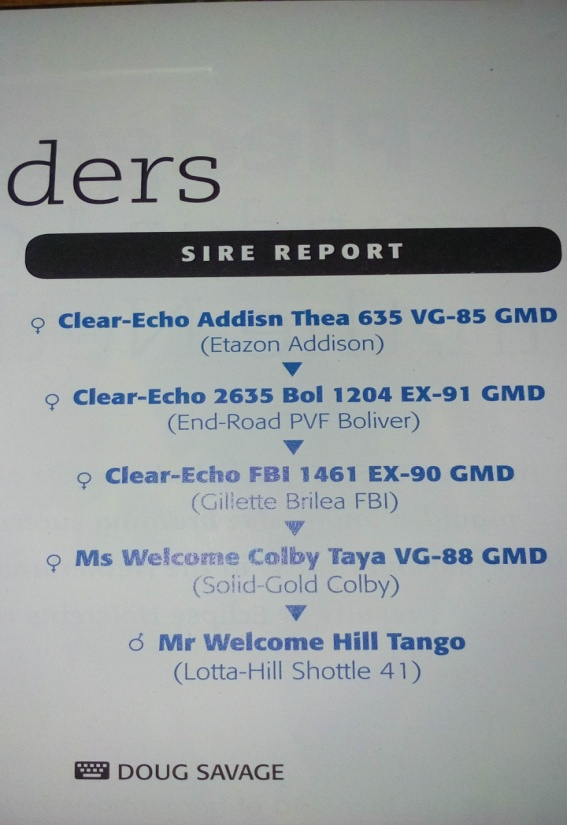 ders
SIRE REPORT
♀ Clear-Echo Addisn Thea 635 VG-85 GMD
(Etazon Addison)
♀ Clear-Echo 2635 Bol 1204 EX-91 GMD
(End-Road PVF Boliver)
♀ Clear-Echo FBI 1461 EX-90 GMD
(Gillette Brilea FBI)
♀ Ms Welcome Colby Taya VG-88 GMD
(Solid-Gold Colby)
♂ Mr Welcome Hill Tango
(Lotta-Hill Shottle 41)
DOUG SAVAGE